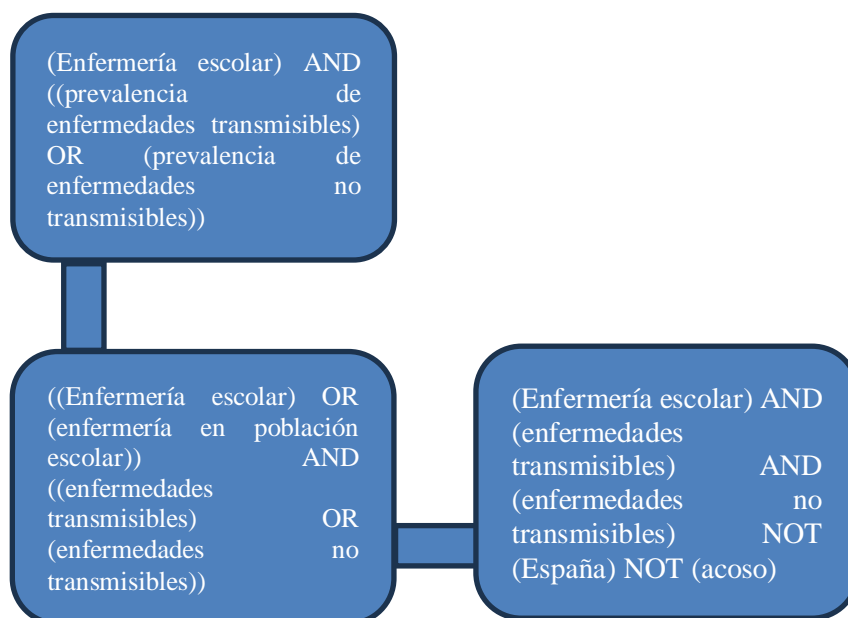 (Enfermería escolar) AND
((prevalencia de
enfermedades transmisibles)
OR (prevalencia de
enfermedades no
transmisibles))
((Enfermería escolar) OR
(enfermería en población
escolar)) AND
((enfermedades
transmisibles) OR
(enfermedades no
transmisibles))
(Enfermería escolar) AND
(enfermedades
transmisibles) AND
(enfermedades no
transmisibles) NOT
(España) NOT (acoso)